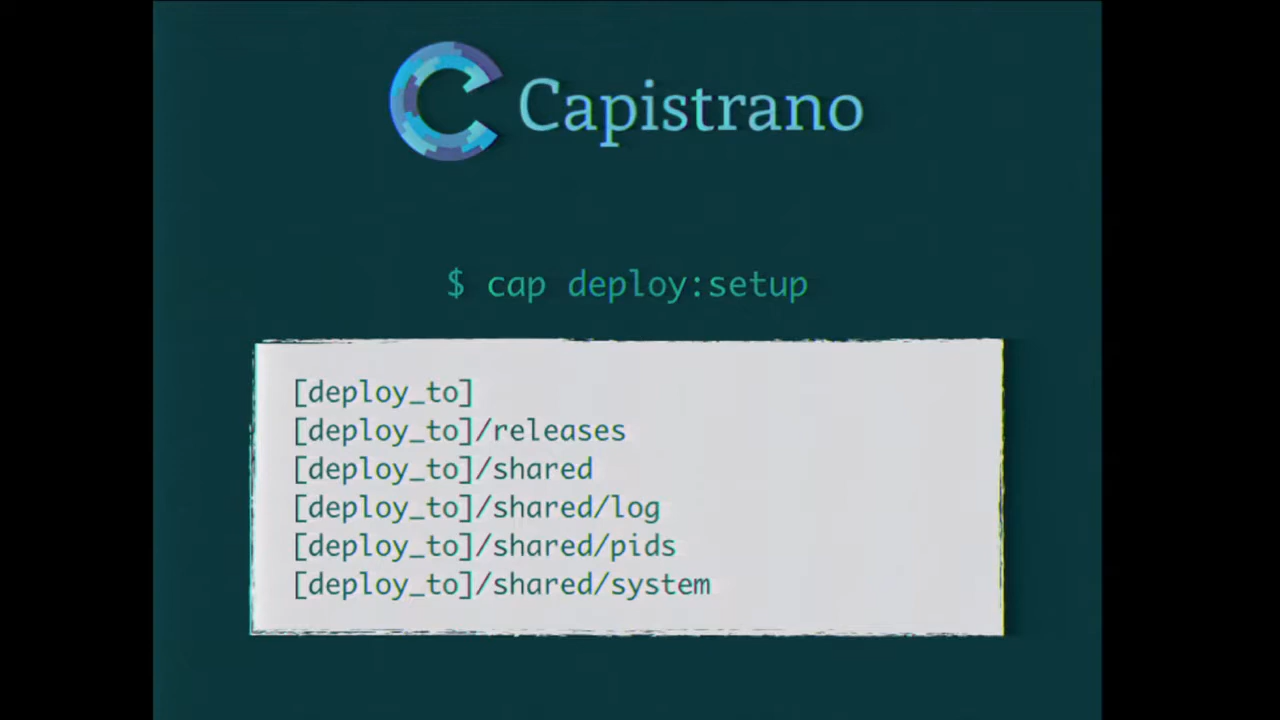 Capistrano
$ cap deploy:setup
[deploy_to]
[deploy_to]/releases
[deploy_to]/shared
[deploy_to]/shared/log
[deploy_to]/shared/pids
[deploy_to]/shared/system